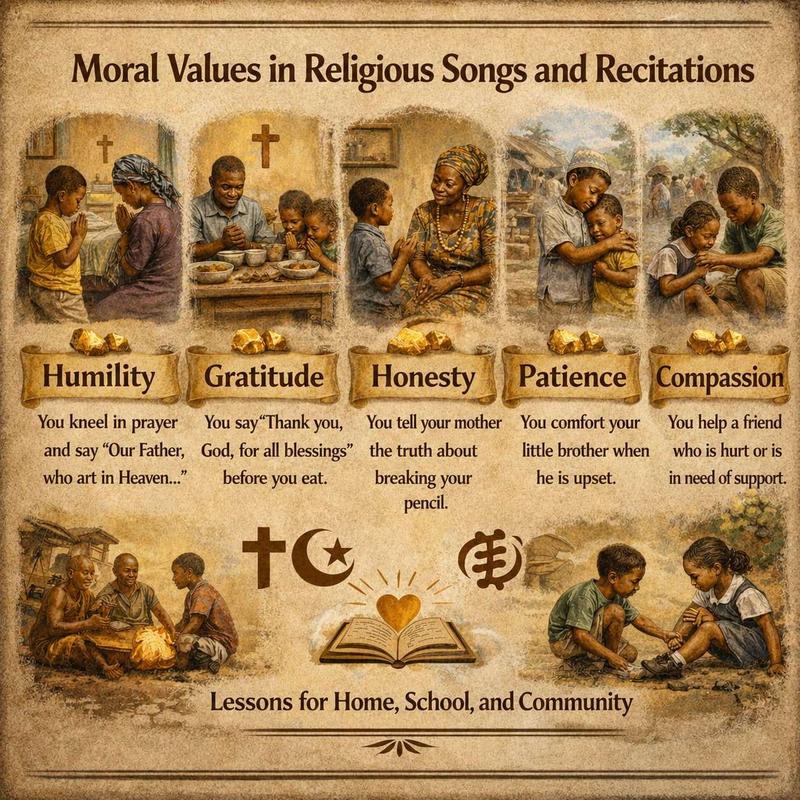 Moral Values in Religious Songs and Recitations
Humility
Gratitude
Honesty
Patience
Compassion
You kneel in prayer
and say “Our Father,
who art in Heaven...”
You say“Thank you,
God, for all blessings”
before you eat.
You tell your mother
the truth about
breaking your
pencil.
You comfort your
little brother when
he is upset.
You help a friend
who is hurt or is
in need of support.
Lessons for Home, School, and Community